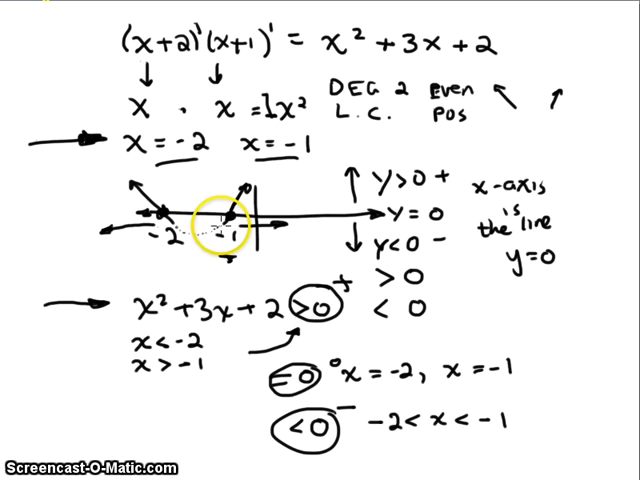 (x+2)¹(x+1)¹ = x² + 3x + 2
x · x = 1x²
DEG 2 Even
L.C. Pos
x = -2 x = -1
y > 0 +
y = 0
y < 0 -
> 0
< 0
x-axis
is
the line
y = 0
-2 -1
x² + 3x + 2 > 0 +
x < -2
x > -1
= 0 0 x = -2, x = -1
< 0 - -2 < x < -1
Screencast-O-Matic.com